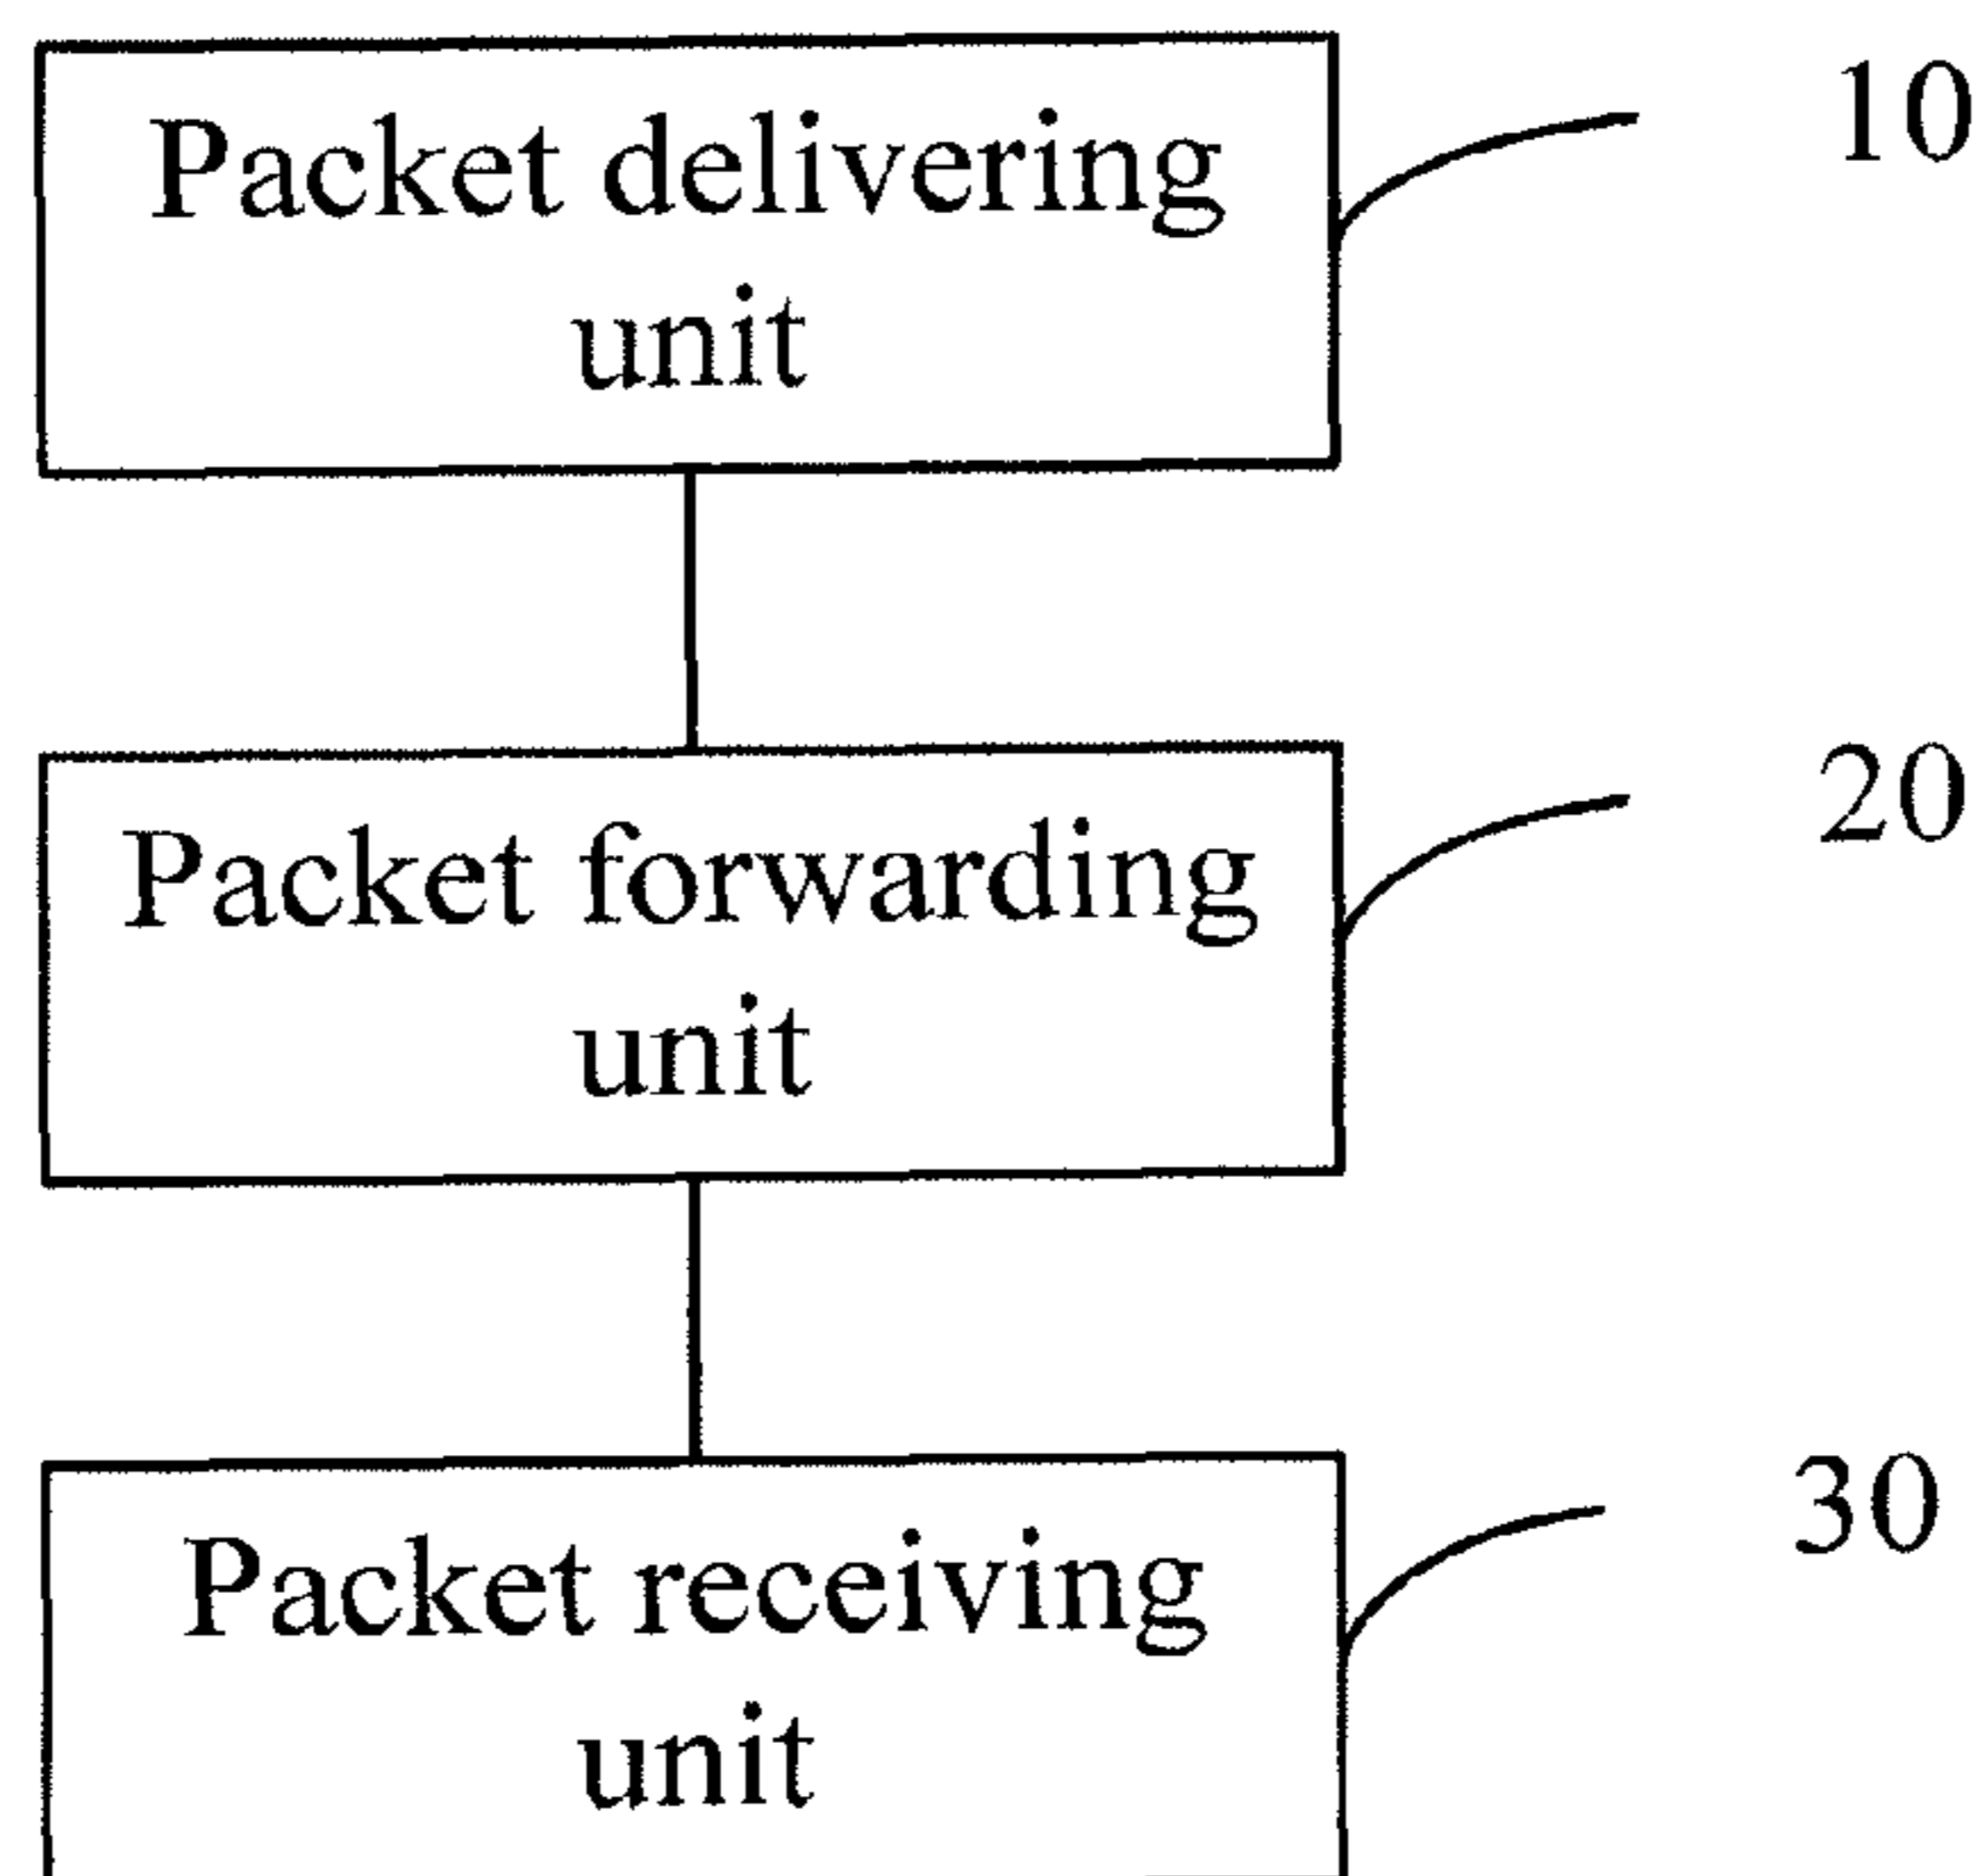 Packet delivering
unit
10
Packet forwarding
unit
20
Packet receiving
unit
30